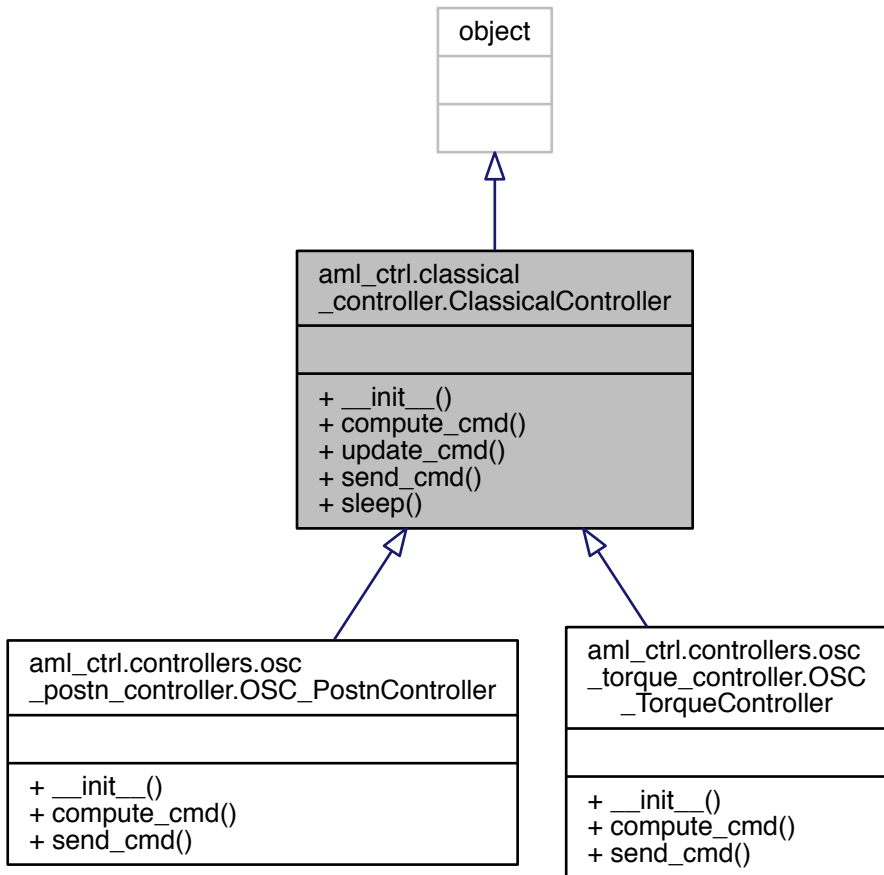 object
aml_ctrl.classical
_controller.ClassicalController
+ __init__()
+ compute_cmd()
+ update_cmd()
+ send_cmd()
+ sleep()
aml_ctrl.controllers.osc
_postn_controller.OSC_PostnController
+ __init__()
+ compute_cmd()
+ send_cmd()
aml_ctrl.controllers.osc
_torque_controller.OSC
_TorqueController
+ __init__()
+ compute_cmd()
+ send_cmd()